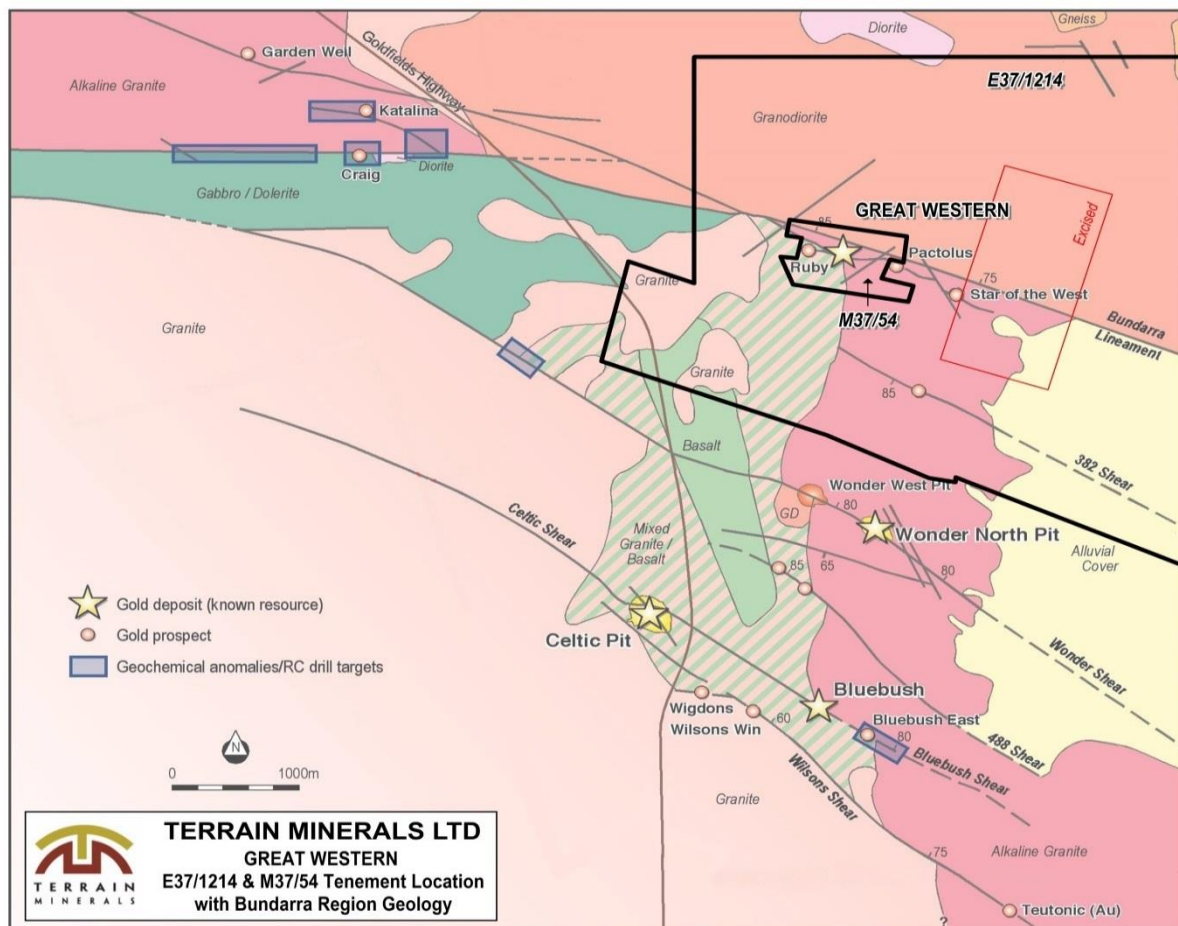 Gneiss
Diorite
Garden Well
Goldfields Highway
E37/1214
Alkaline Granite
Katalina
Granodiorite
Craig
Diorite
Gabbro / Dolerite
Excised
GREAT WESTERN
85
Ruby
Pactolus
75
Star of the West
Granite
M37/54
Bundarra
Lineament
Granite
Granite
85
Basalt
382 Shear
Wonder West Pit
80
GD
Celtic Shear
Mixed
Granite /
Basalt
Wonder North Pit
Alluvial
Cover
85
65
80
Gold deposit (known resource)
Gold prospect
Geochemical anomalies/RC drill targets
Celtic Pit
Wonder Shear
Bluebush
Wigdons
Wilsons Win
60
Bluebush East
80
488 Shear
Bluebush Shear
N
0 1000m
Wilsons Shear
Granite
75
Alkaline Granite
TERRAIN
MINERALS
TERRAIN MINERALS LTD
GREAT WESTERN
E37/1214 & M37/54 Tenement Location
with Bundarra Region Geology
Teutonic (Au)
?